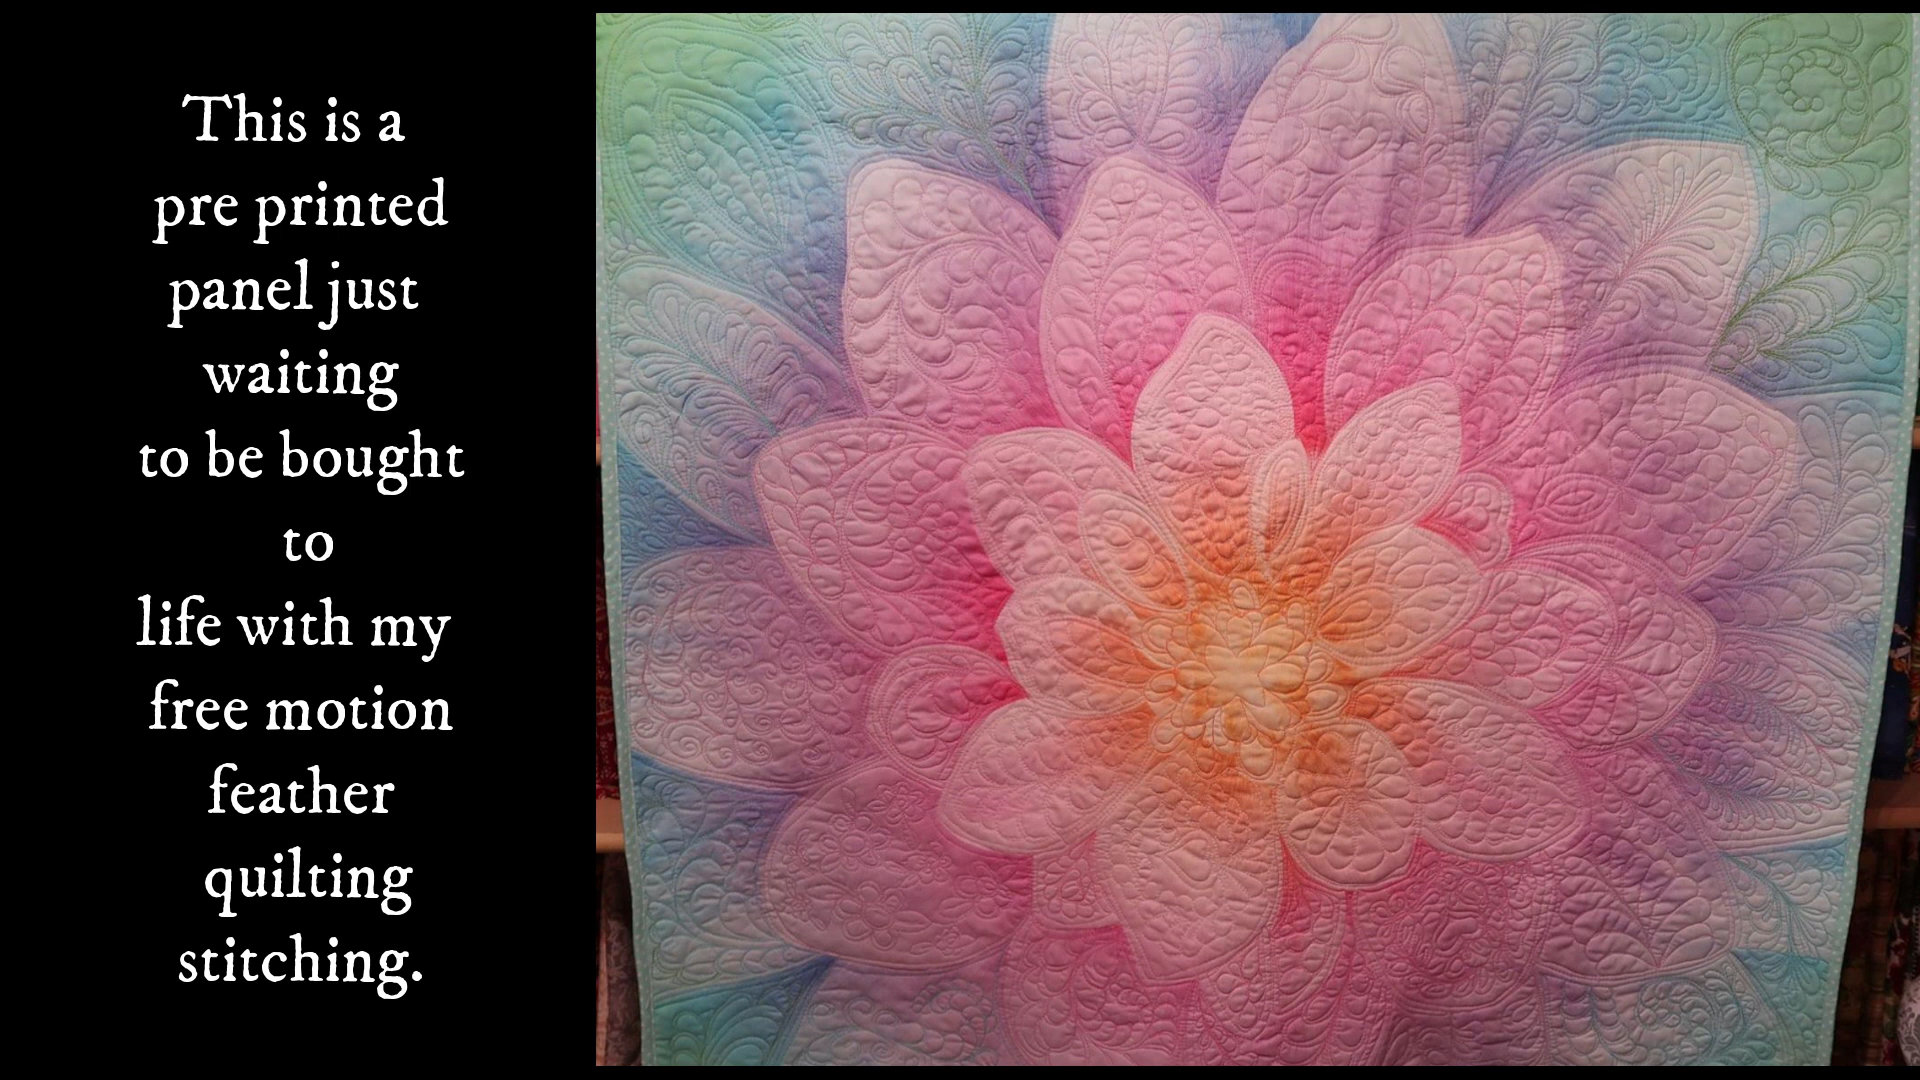 This is a
pre printed
panel just
waiting
to be bought
to
life with my
free motion
feather
quilting
stitching.